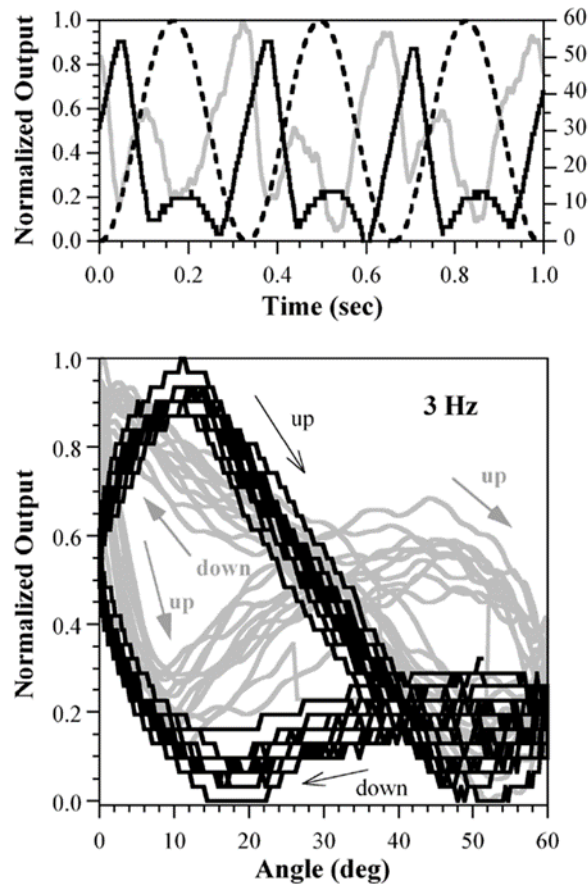 Normalized Output
1.0
0.8
0.6
0.4
0.2
0.0
60
50
40
30
20
10
0
0.0 0.2 0.4 0.6 0.8 1.0
Time (sec)
Normalized Output
1.0
0.8
0.6
0.4
0.2
0.0
3 Hz
up
up
down
up
down
0 10 20 30 40 50 60
Angle (deg)